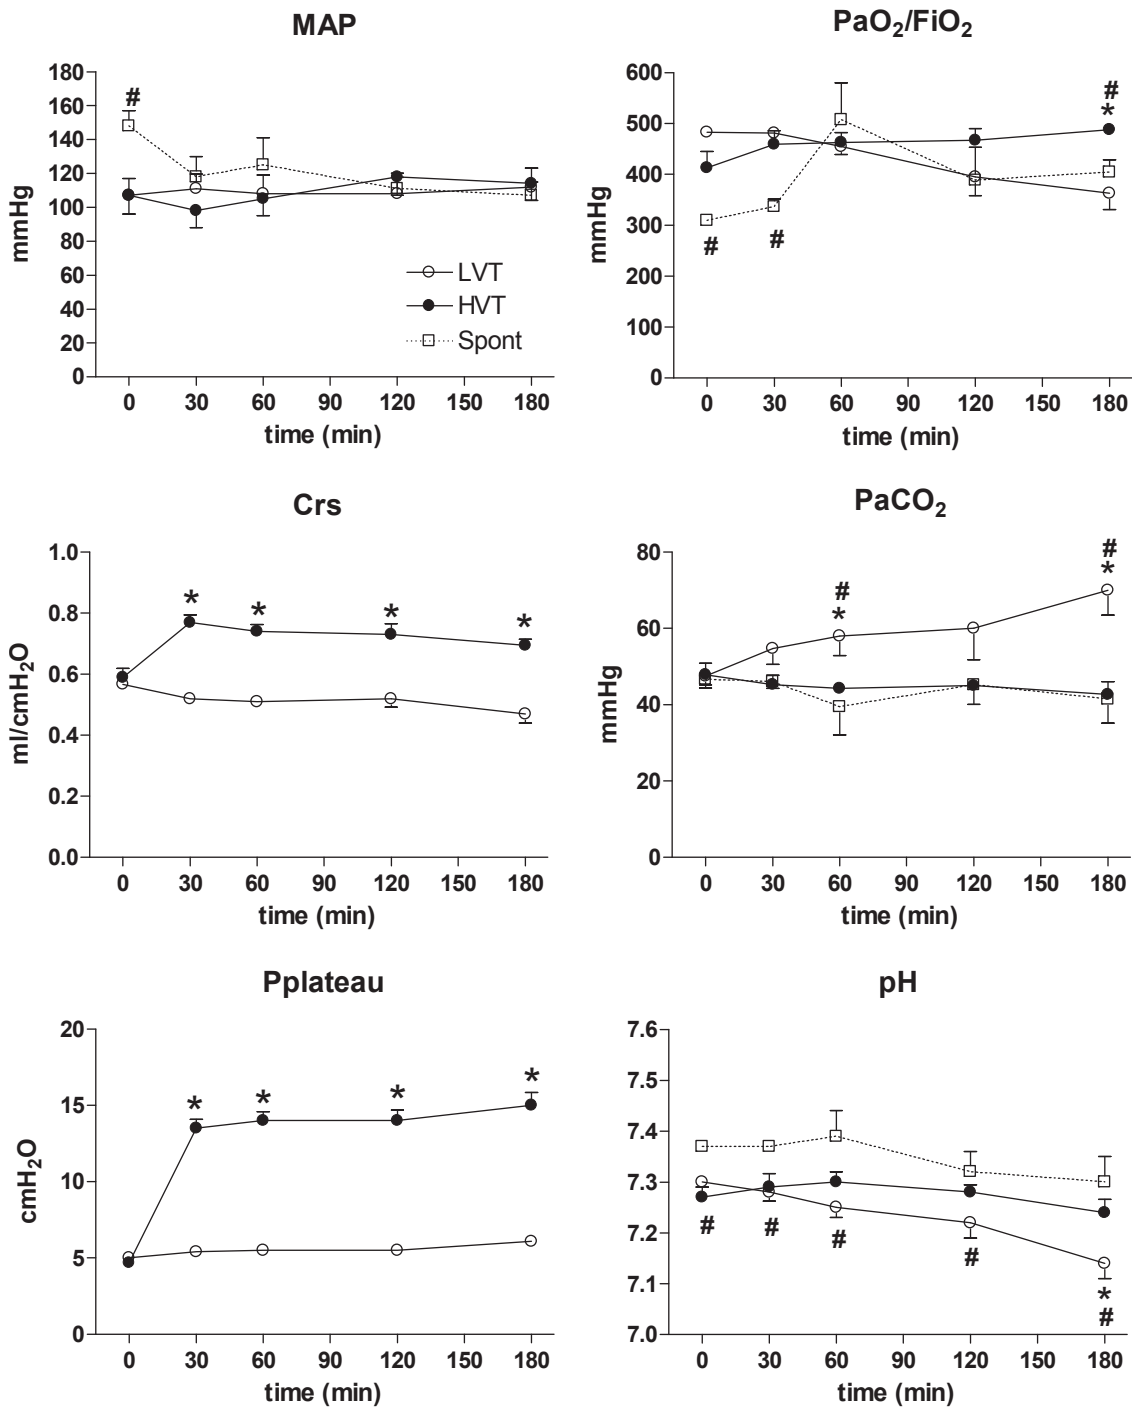 MAP
180
160
140
120
100
80
60
40
20
0
mmHg
#
LVT
HVT
Spont
0 30 60 90 120 150 180
time (min)
PaO₂/FiO₂
600
500
400
300
200
100
0
mmHg
# #
#
*
0 30 60 90 120 150 180
time (min)
Crs
1.0
0.8
0.6
0.4
0.2
0.0
ml/cmH₂O
* * * *
0 30 60 90 120 150 180
time (min)
PaCO₂
80
60
40
20
0
mmHg
#
*
#
*
0 30 60 90 120 150 180
time (min)
Pplateau
20
15
10
5
0
cmH₂O
* * * *
0 30 60 90 120 150 180
time (min)
pH
7.6
7.5
7.4
7.3
7.2
7.1
7.0
# # # #
*
#
0 30 60 90 120 150 180
time (min)